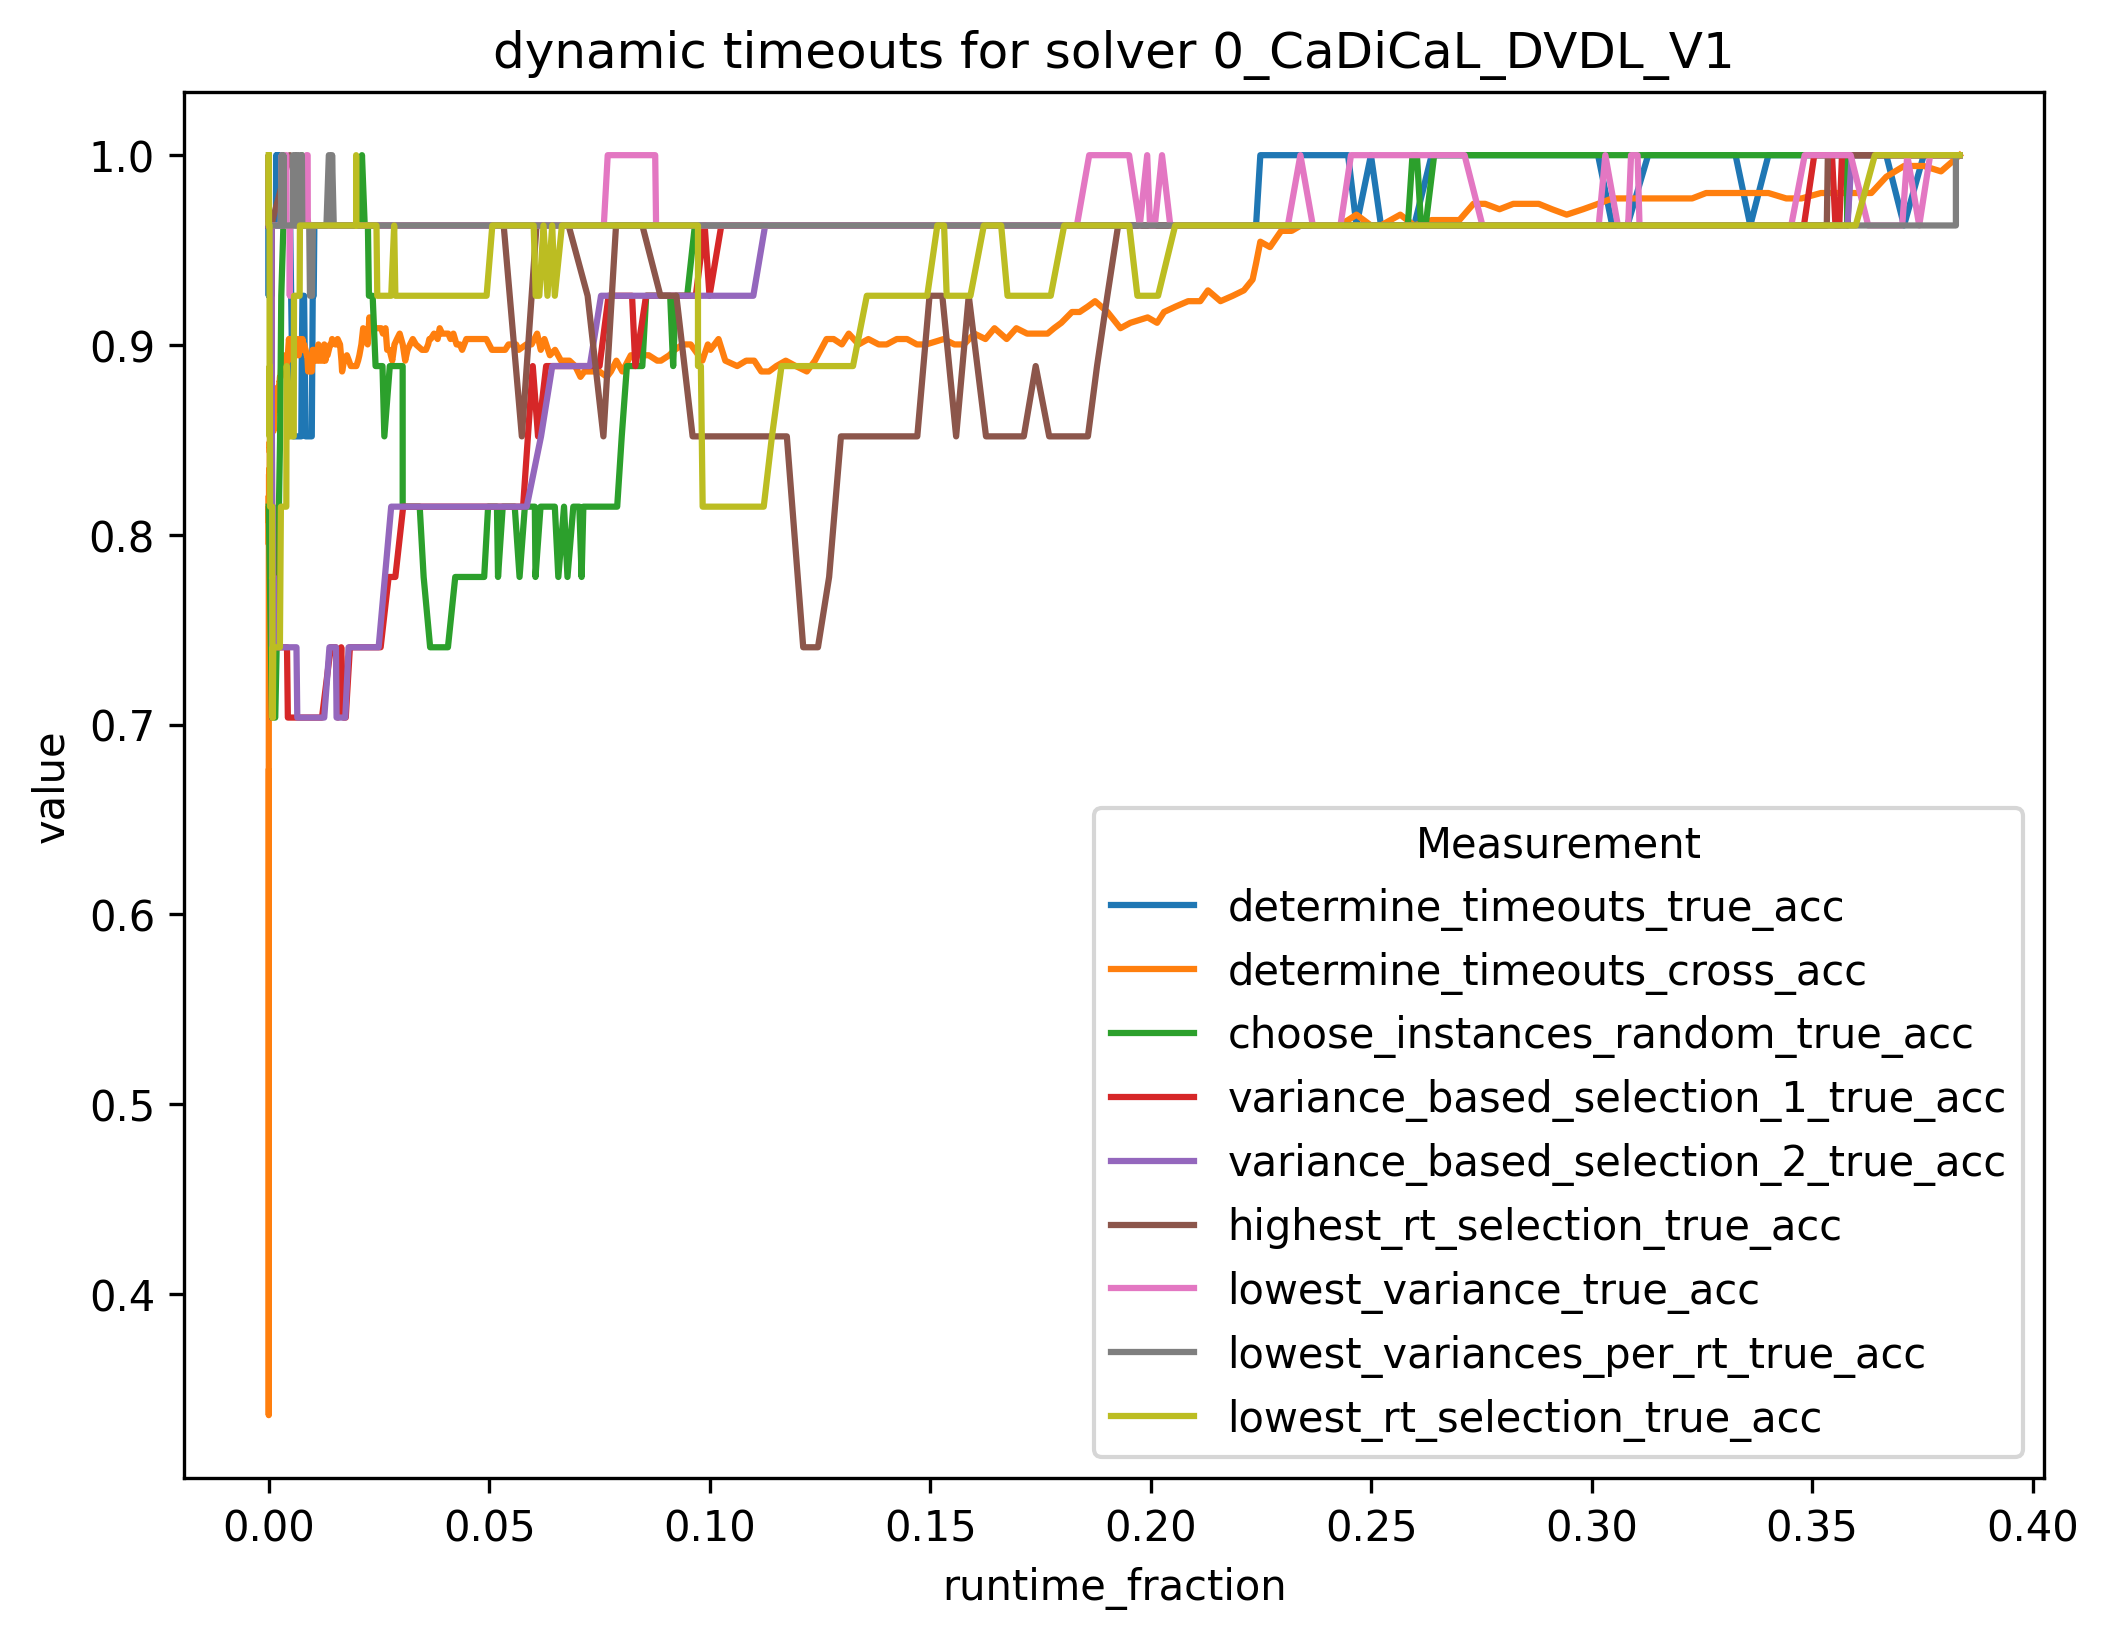 dynamic timeouts for solver 0_CaDiCaL_DVDL_V1
1.0
0.9
0.8
0.7
0.6
0.5
0.4
value
Measurement
determine_timeouts_true_acc
determine_timeouts_cross_acc
choose_instances_random_true_acc
variance_based_selection_1_true_acc
variance_based_selection_2_true_acc
highest_rt_selection_true_acc
lowest_variance_true_acc
lowest_variances_per_rt_true_acc
lowest_rt_selection_true_acc
0.00 0.05 0.10 0.15 0.20 0.25 0.30 0.35 0.40
runtime_fraction